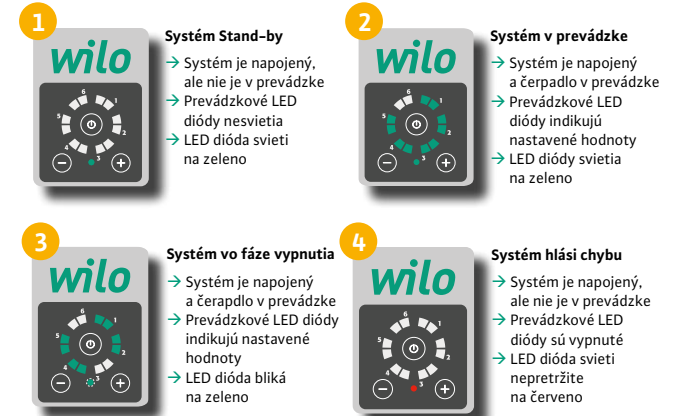 1
wilo
6
1
5
2
4
3
Systém Stand-by
→ Systém je napojený,
ale nie je v prevádzke
→ Prevádzkové LED
diódy nesvietia
→ LED dióda svieti
na zeleno
2
wilo
6
1
5
2
4
3
Systém v prevádzke
→ Systém je napojený
a čerpadlo v prevádzke
→ Prevádzkové LED
diódy indikujú
nastavené hodnoty
→ LED diódy svietia
na zeleno
3
wilo
6
1
5
2
4
3
Systém vo fáze vypnutia
→ Systém je napojený
a čerapdlo v prevádzke
→ Prevádzkové LED diódy
indikujú nastavené
hodnoty
→ LED dióda bliká
na zeleno
4
wilo
6
1
5
2
4
3
Systém hlási chybu
→ Systém je napojený,
ale nie je v prevádzke
→ Prevádzkové LED
diódy sú vypnuté
→ LED dióda svieti
nepretržite
na červeno